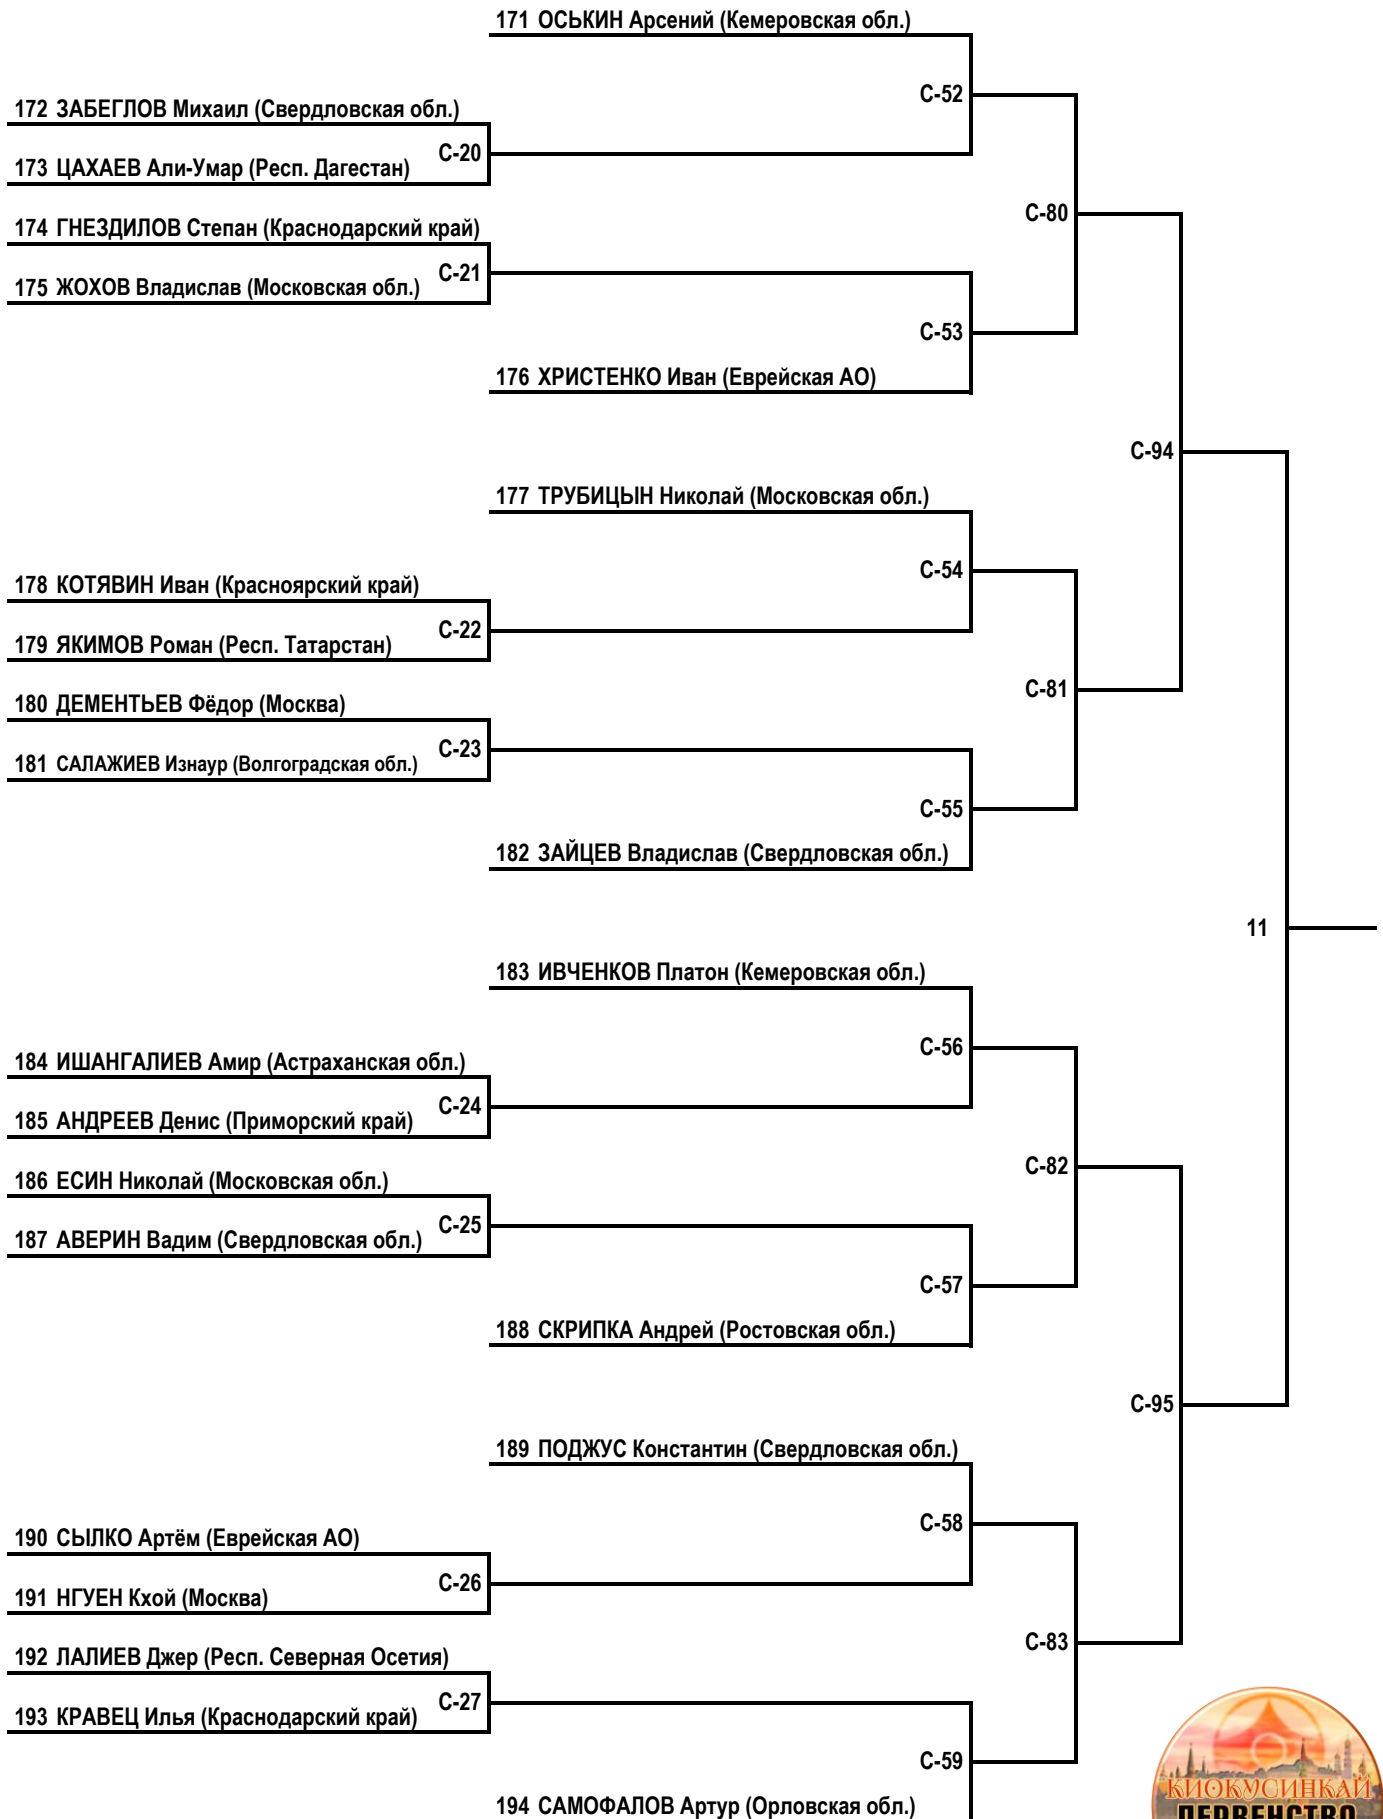 171 ОСЬКИН Арсений (Кемеровская обл.)
С-52
172 ЗАБЕГЛОВ Михаил (Свердловская обл.)
С-20
173 ЦАХАЕВ Али-Умар (Респ. Дагестан)
С-80
174 ГНЕЗДИЛОВ Степан (Краснодарский край)
С-21
175 ЖОХОВ Владислав (Московская обл.)
С-53
176 ХРИСТЕНКО Иван (Еврейская АО)
С-94
177 ТРУБИЦЫН Николай (Московская обл.)
С-54
178 КОТЯВИН Иван (Красноярский край)
С-22
179 ЯКИМОВ Роман (Респ. Татарстан)
С-81
180 ДЕМЕНТЬЕВ Фёдор (Москва)
С-23
181 САЛАЖИЕВ Изнаур (Волгоградская обл.)
С-55
182 ЗАЙЦЕВ Владислав (Свердловская обл.)
11
183 ИВЧЕНКОВ Платон (Кемеровская обл.)
С-56
184 ИШАНГАЛИЕВ Амир (Астраханская обл.)
С-24
185 АНДРЕЕВ Денис (Приморский край)
С-82
186 ЕСИН Николай (Московская обл.)
С-25
187 АВЕРИН Вадим (Свердловская обл.)
С-57
188 СКРИПКА Андрей (Ростовская обл.)
С-95
189 ПОДЖУС Константин (Свердловская обл.)
С-58
190 СЫЛКО Артём (Еврейская АО)
С-26
191 НГУЕН Кхой (Москва)
С-83
192 ЛАЛИЕВ Джер (Респ. Северная Осетия)
С-27
193 КРАВЕЦ Илья (Краснодарский край)
С-59
194 САМОФАЛОВ Артур (Орловская обл.)
КИОКУСИНКАЙ
ПЕРВЕНСТВО